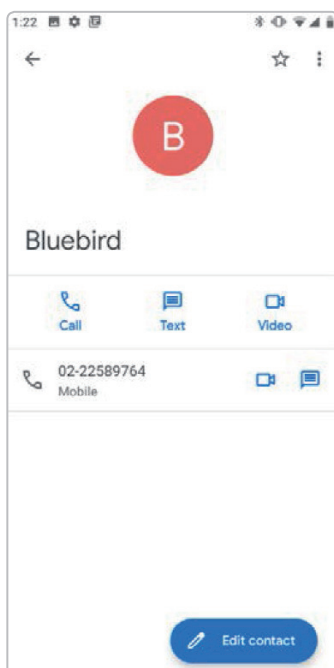 1:22
B
Bluebird
Call Text Video
02-22589764
Mobile
Edit contact